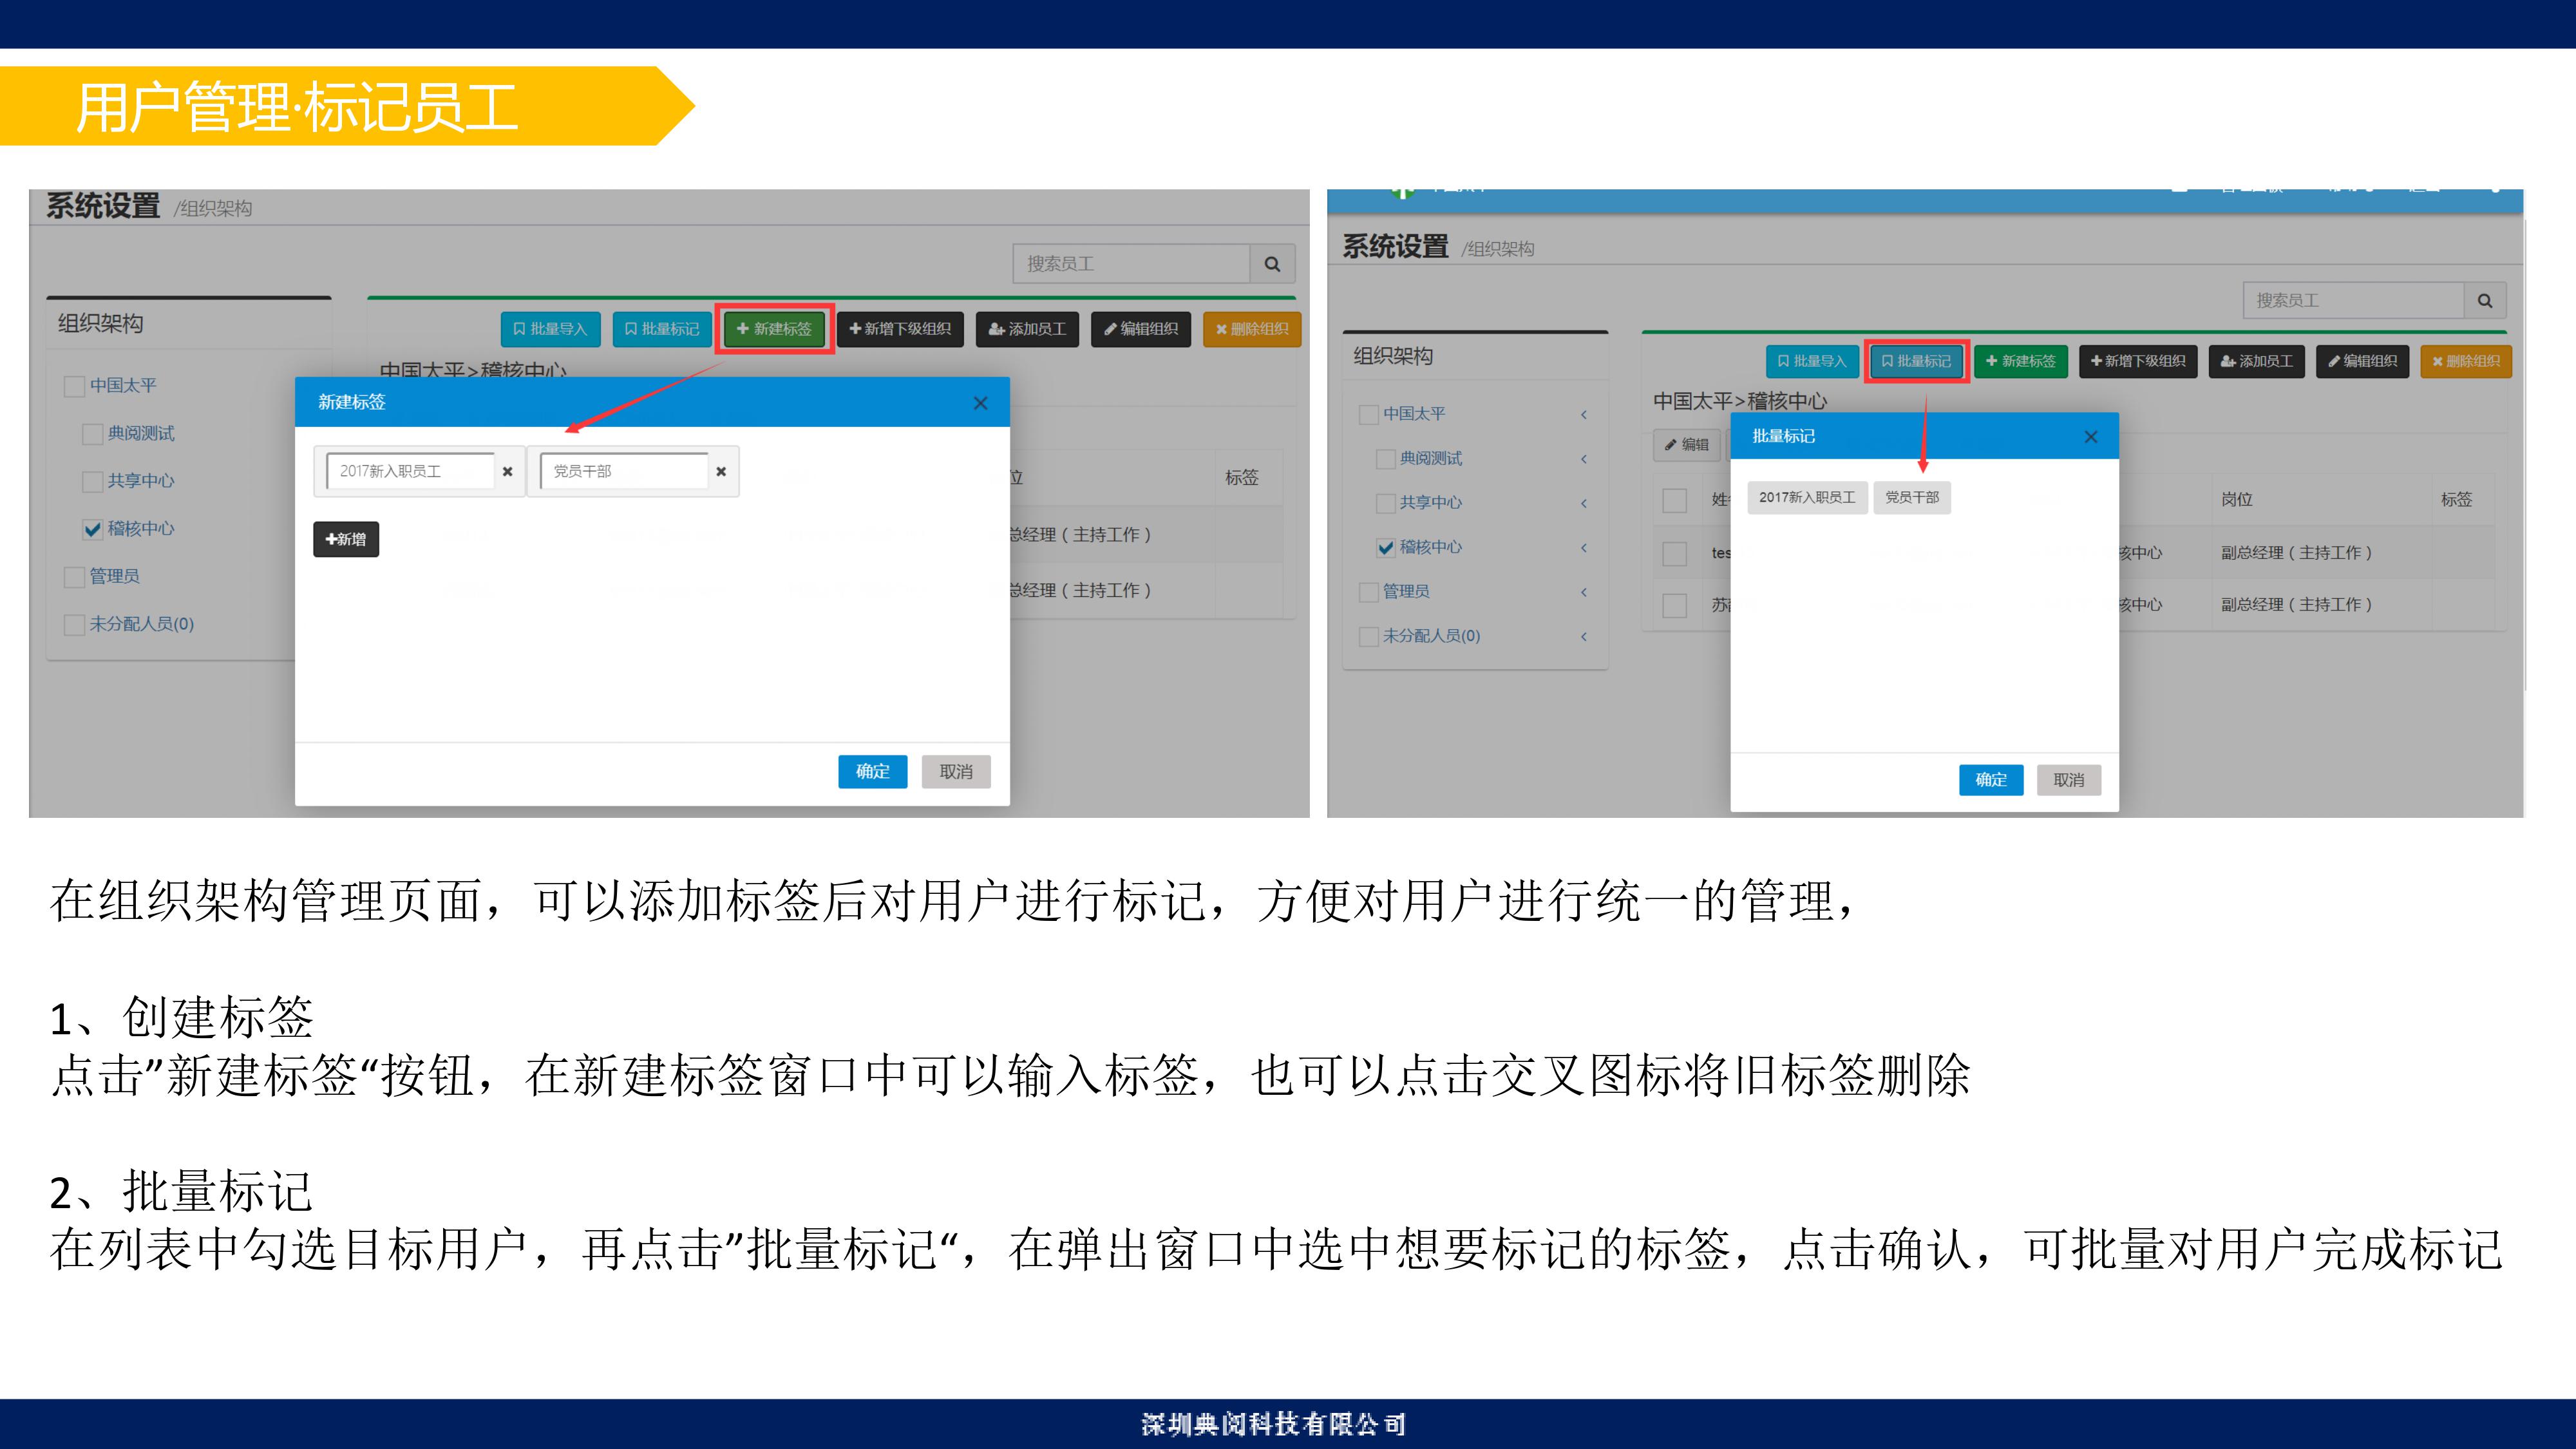 用户管理·标记员工
系统设置 /组织架构
搜索员工
组织架构
批量导入 批量标记 新建标签 新增下级组织 添加员工 编辑组织 删除组织
中国太平>稽核中心
中国太平
典阅测试
共享中心
稽核中心
管理员
未分配人员(0)
新建标签
2017新入职员工
党员干部
新增
位 标签
总经理（主持工作）
总经理（主持工作）
确定 取消
系统设置 /组织架构
搜索员工
组织架构
批量导入 批量标记 新建标签 新增下级组织 添加员工 编辑组织 删除组织
中国太平>稽核中心
编辑
中国太平
典阅测试
共享中心
稽核中心
管理员
未分配人员(0)
批量标记
2017新入职员工 党员干部
姓 岗位 标签
tes 核中心 副总经理（主持工作）
苏 核中心 副总经理（主持工作）
确定 取消
在组织架构管理页面，可以添加标签后对用户进行标记，方便对用户进行统一的管理，
1、创建标签
点击”新建标签“按钮，在新建标签窗口中可以输入标签，也可以点击交叉图标将旧标签删除
2、批量标记
在列表中勾选目标用户，再点击”批量标记“，在弹出窗口中选中想要标记的标签，点击确认，可批量对用户完成标记
深圳典阅科技有限公司